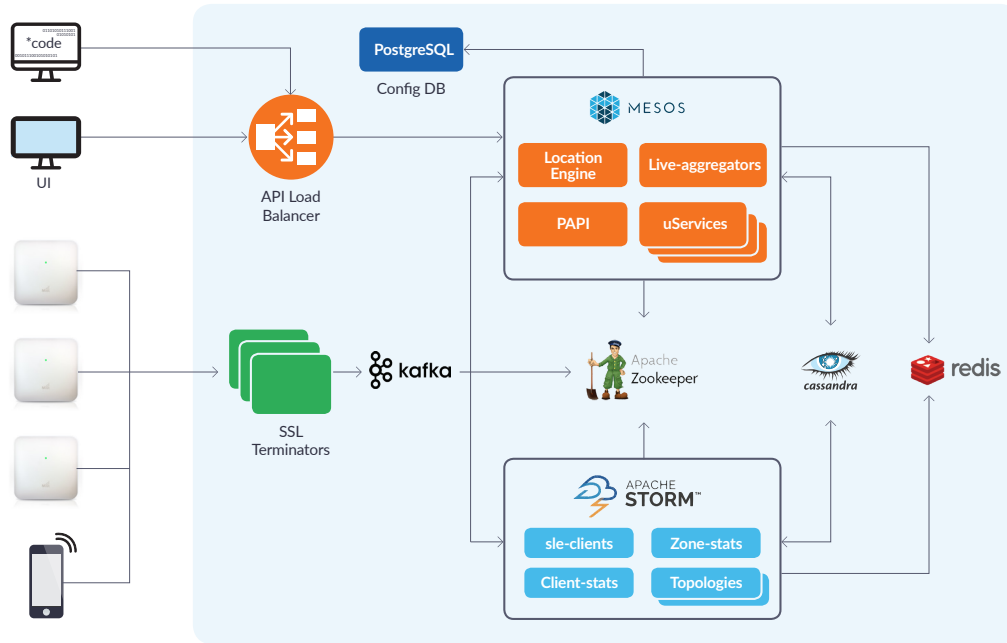 *code
UI
API Load
Balancer
PostgreSQL
Config DB
MESOS
Location
Engine
Live-aggregators
PAPI
uServices
SSL
Terminators
kafka
Apache
Zookeeper
cassandra
redis
APACHE
STORM™
sle-clients
Zone-stats
Client-stats
Topologies